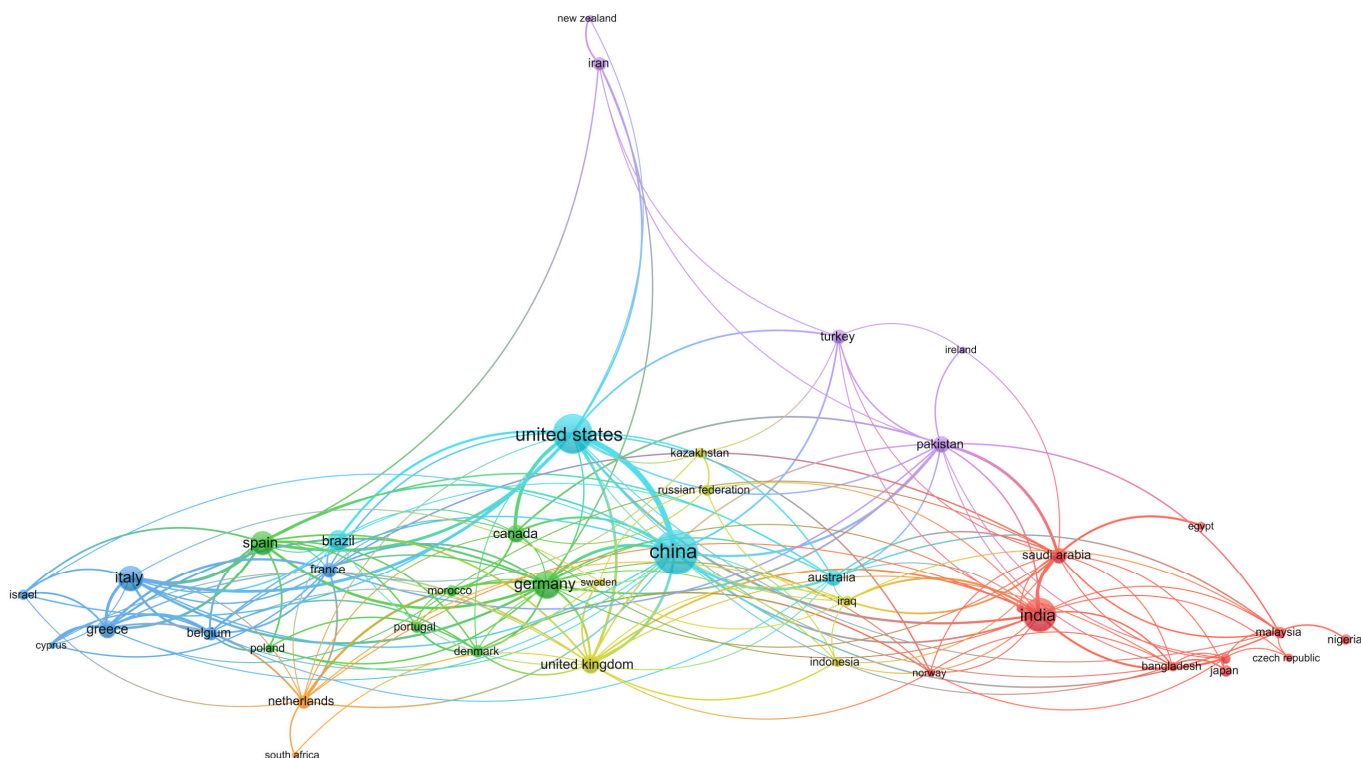 new zealand
iran
turkey
ireland
united states
pakistan
kazakhstan
russian federation
egypt
canada
spain
brazil
china
saudi arabia
france
italy
australia
germany
sweden
morocco
israel
iraq
india
portugal
greece
belgium
malaysia
nigeria
cyprus
poland
denmark
czech republic
united kingdom
indonesia
bangladesh
japan
norway
netherlands
south africa